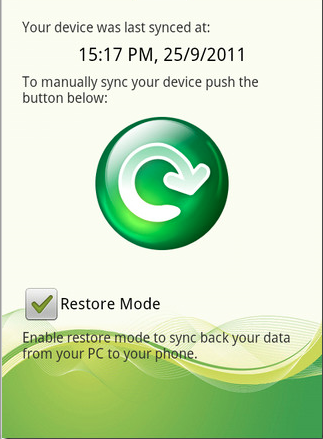 Your device was last synced at:
15:17 PM, 25/9/2011
To manually sync your device push the
button below:
Restore Mode
Enable restore mode to sync back your data
from your PC to your phone.